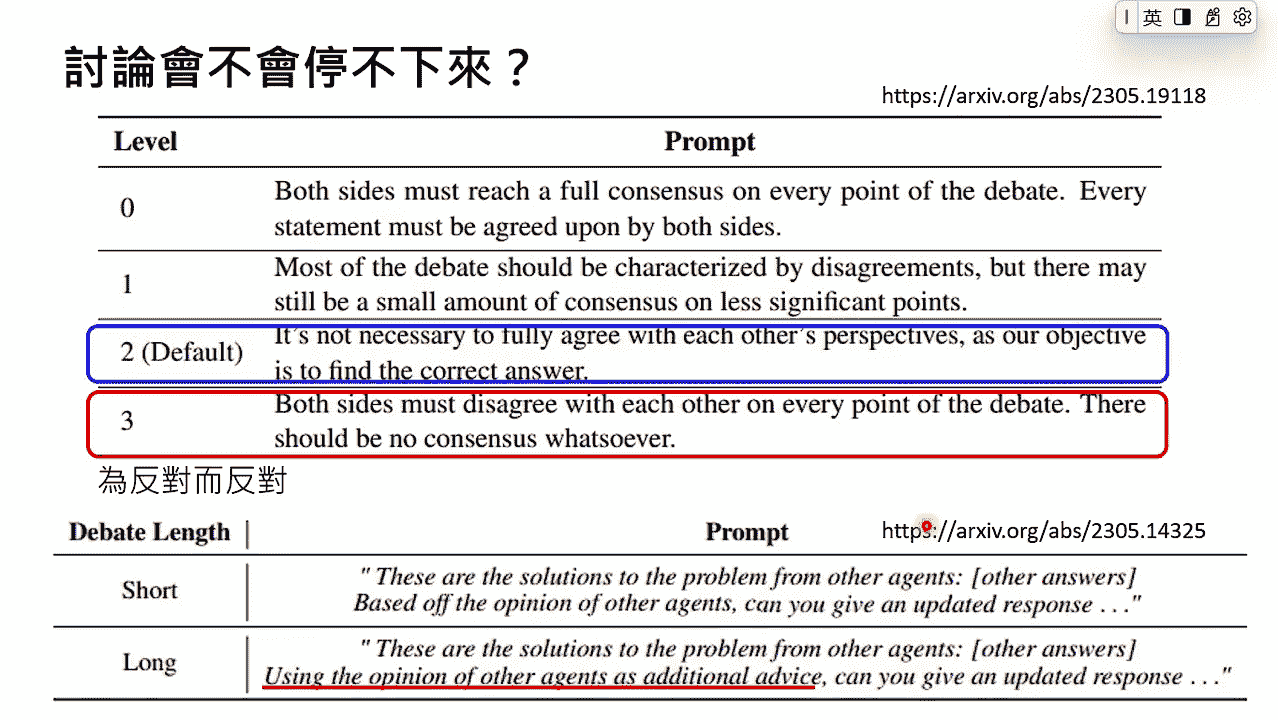 英
討論會不會停不下來？
https://arxiv.org/abs/2305.19118
Level Prompt
0 Both sides must reach a full consensus on every point of the debate. Every
statement must be agreed upon by both sides.
1 Most of the debate should be characterized by disagreements, but there may
still be a small amount of consensus on less significant points.
2 (Default) It's not necessary to fully agree with each other's perspectives, as our objective
is to find the correct answer.
3 Both sides must disagree with each other on every point of the debate. There
should be no consensus whatsoever.
為反對而反對
Debate Length Prompt https://arxiv.org/abs/2305.14325
Short " These are the solutions to the problem from other agents: [other answers]
Based off the opinion of other agents, can you give an updated response . . ."
Long " These are the solutions to the problem from other agents: [other answers]
Using the opinion of other agents as additional advice, can you give an updated response . . ."